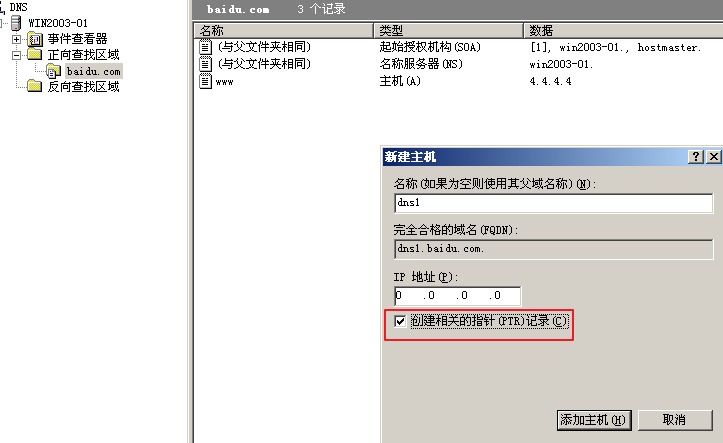 DNS
WIN2003-01
事件查看器
正向查找区域
baidu.com
反向查找区域
baidu.com 3 个记录
名称 类型 数据
(与父文件夹相同) 起始授权机构(SOA) [1], win2003-01., hostmaster.
(与父文件夹相同) 名称服务器(NS) win2003-01.
www 主机(A) 4.4.4.4
新建主机
名称(如果为空则使用其父域名称)(N):
dns1
完全合格的域名(FQDN):
dns1.baidu.com.
IP 地址(P):
0 .0 .0 .0
创建相关的指针(PTR)记录(C)
添加主机(H) 取消